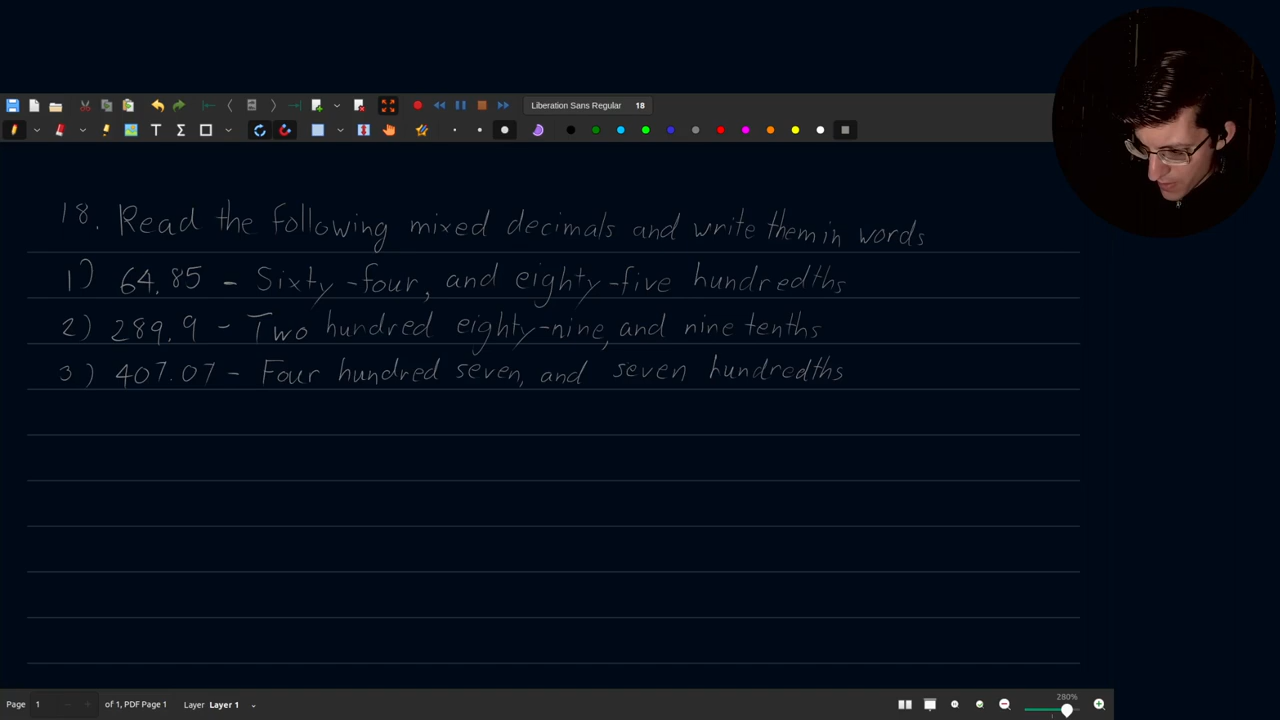 Liberation Sans Regular 18
18. Read the following mixed decimals and write them in words
1) 64.85 - Sixty-four, and eighty-five hundredths
2) 289.9 - Two hundred eighty-nine, and nine tenths
3) 407.07 - Four hundred seven, and seven hundredths
280%
Page 1 of 1, PDF Page 1 Layer Layer 1